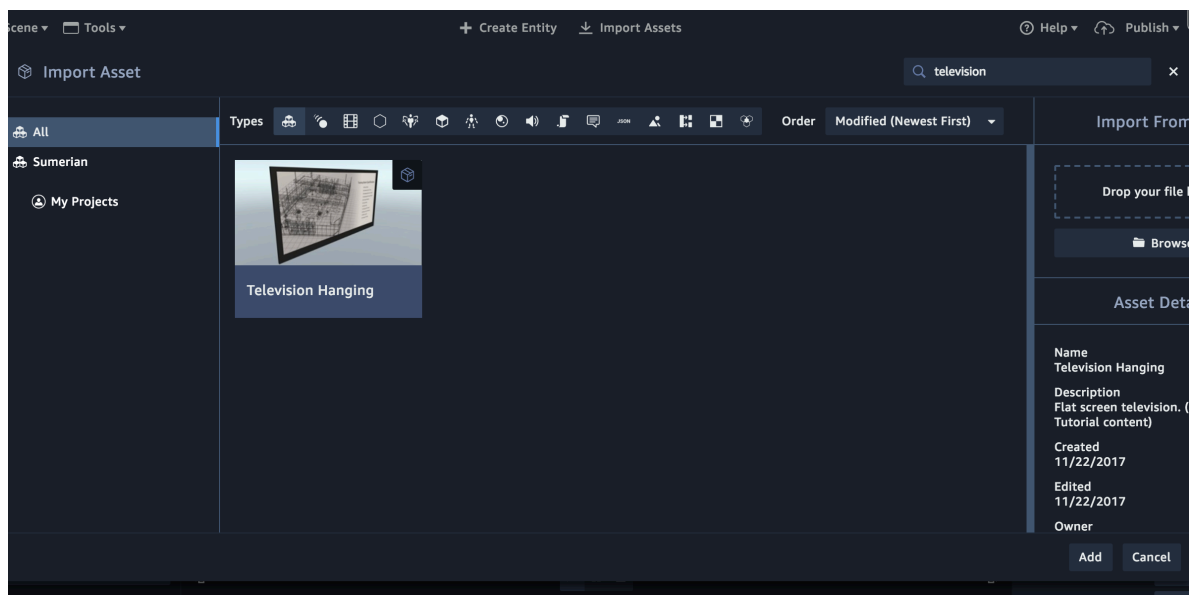 Scene Tools
Create Entity Import Assets
Help Publish
Import Asset
television
All
Sumerian
My Projects
Types
JSON
Order Modified (Newest First)
Television Hanging
Import From
Drop your file
Browse
Asset Deta
Name
Television Hanging
Description
Flat screen television. (
Tutorial content)
Created
11/22/2017
Edited
11/22/2017
Owner
Add Cancel